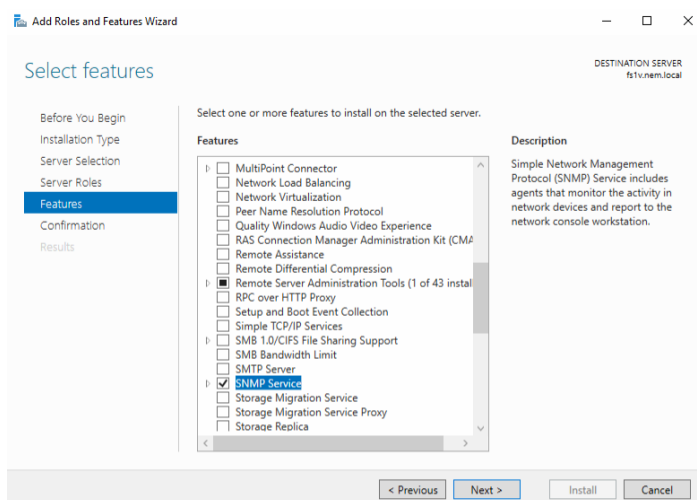 Add Roles and Features Wizard
Select features
DESTINATION SERVER
fs1v.nem.local
Before You Begin
Installation Type
Server Selection
Server Roles
Features
Confirmation
Results
Select one or more features to install on the selected server.
Features
MultiPoint Connector
Network Load Balancing
Network Virtualization
Peer Name Resolution Protocol
Quality Windows Audio Video Experience
RAS Connection Manager Administration Kit (CMA
Remote Assistance
Remote Differential Compression
Remote Server Administration Tools (1 of 43 instal
RPC over HTTP Proxy
Setup and Boot Event Collection
Simple TCP/IP Services
SMB 1.0/CIFS File Sharing Support
SMB Bandwidth Limit
SMTP Server
SNMP Service
Storage Migration Service
Storage Migration Service Proxy
Storage Replica
Description
Simple Network Management
Protocol (SNMP) Service includes
agents that monitor the activity in
network devices and report to the
network console workstation.
< Previous
Next >
Install
Cancel